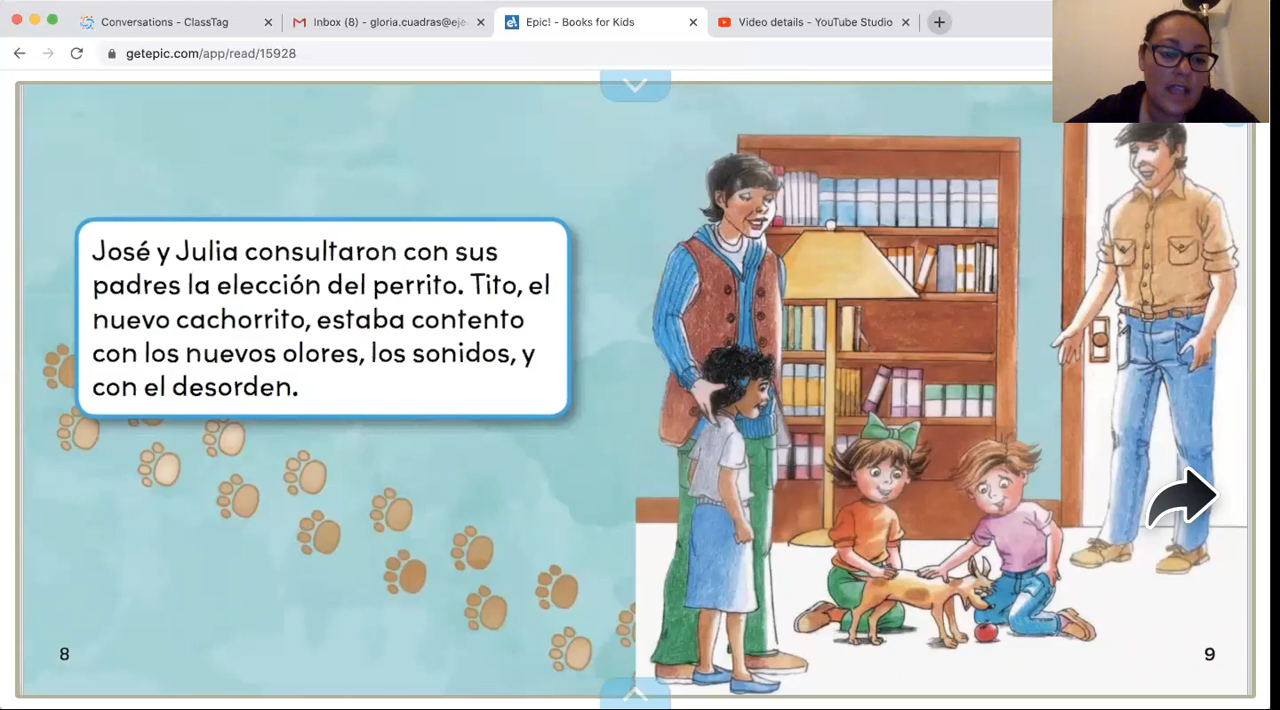 Conversations - ClassTag
Inbox (8) - gloria.cuadras@eje
Epic! - Books for Kids
Video details - YouTube Studio
getepic.com/app/read/15928
José y Julia consultaron con sus
padres la elección del perrito. Tito, el
nuevo cachorrito, estaba contento
con los nuevos olores, los sonidos, y
con el desorden.
8
9